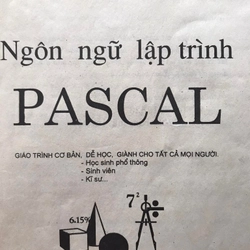 Ngôn ngữ lập trình
PASCAL
GIÁO TRÌNH CƠ BẢN, DỄ HỌC, GIÀNH CHO TẤT CẢ MỌI NGƯỜI.
- Học sinh phổ thông
- Sinh viên
- Kĩ sư...
7²
6.15%